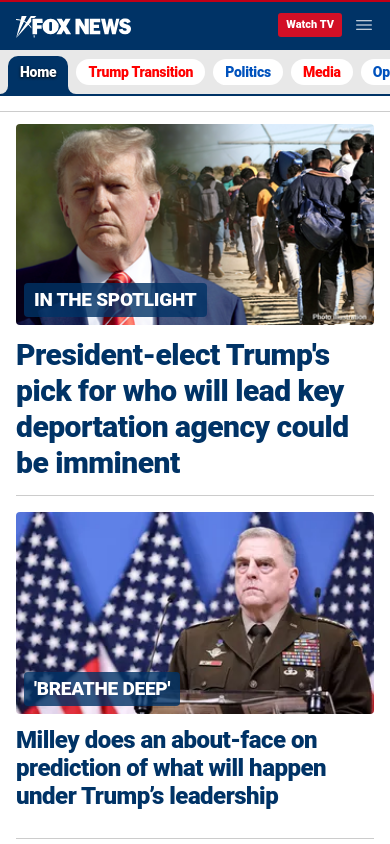 FOX NEWS
Watch TV
Home
Trump Transition
Politics
Media
Op
IN THE SPOTLIGHT
Photo Illustration
President-elect Trump's
pick for who will lead key
deportation agency could
be imminent
'BREATHE DEEP'
Milley does an about-face on
prediction of what will happen
under Trump’s leadership